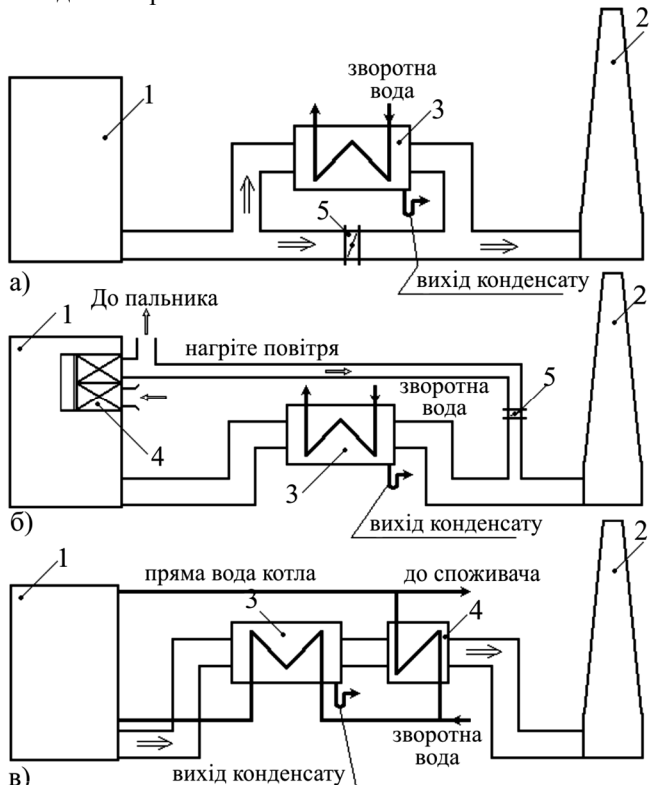 1
2
зворотна
вода
3
5
вихід конденсату
а)
1
До пальника
2
нагріте повітря
зворотна
вода
5
4
3
вихід конденсату
б)
1
пряма вода котла
до споживача
2
3
4
зворотна
вода
вихід конденсату
в)